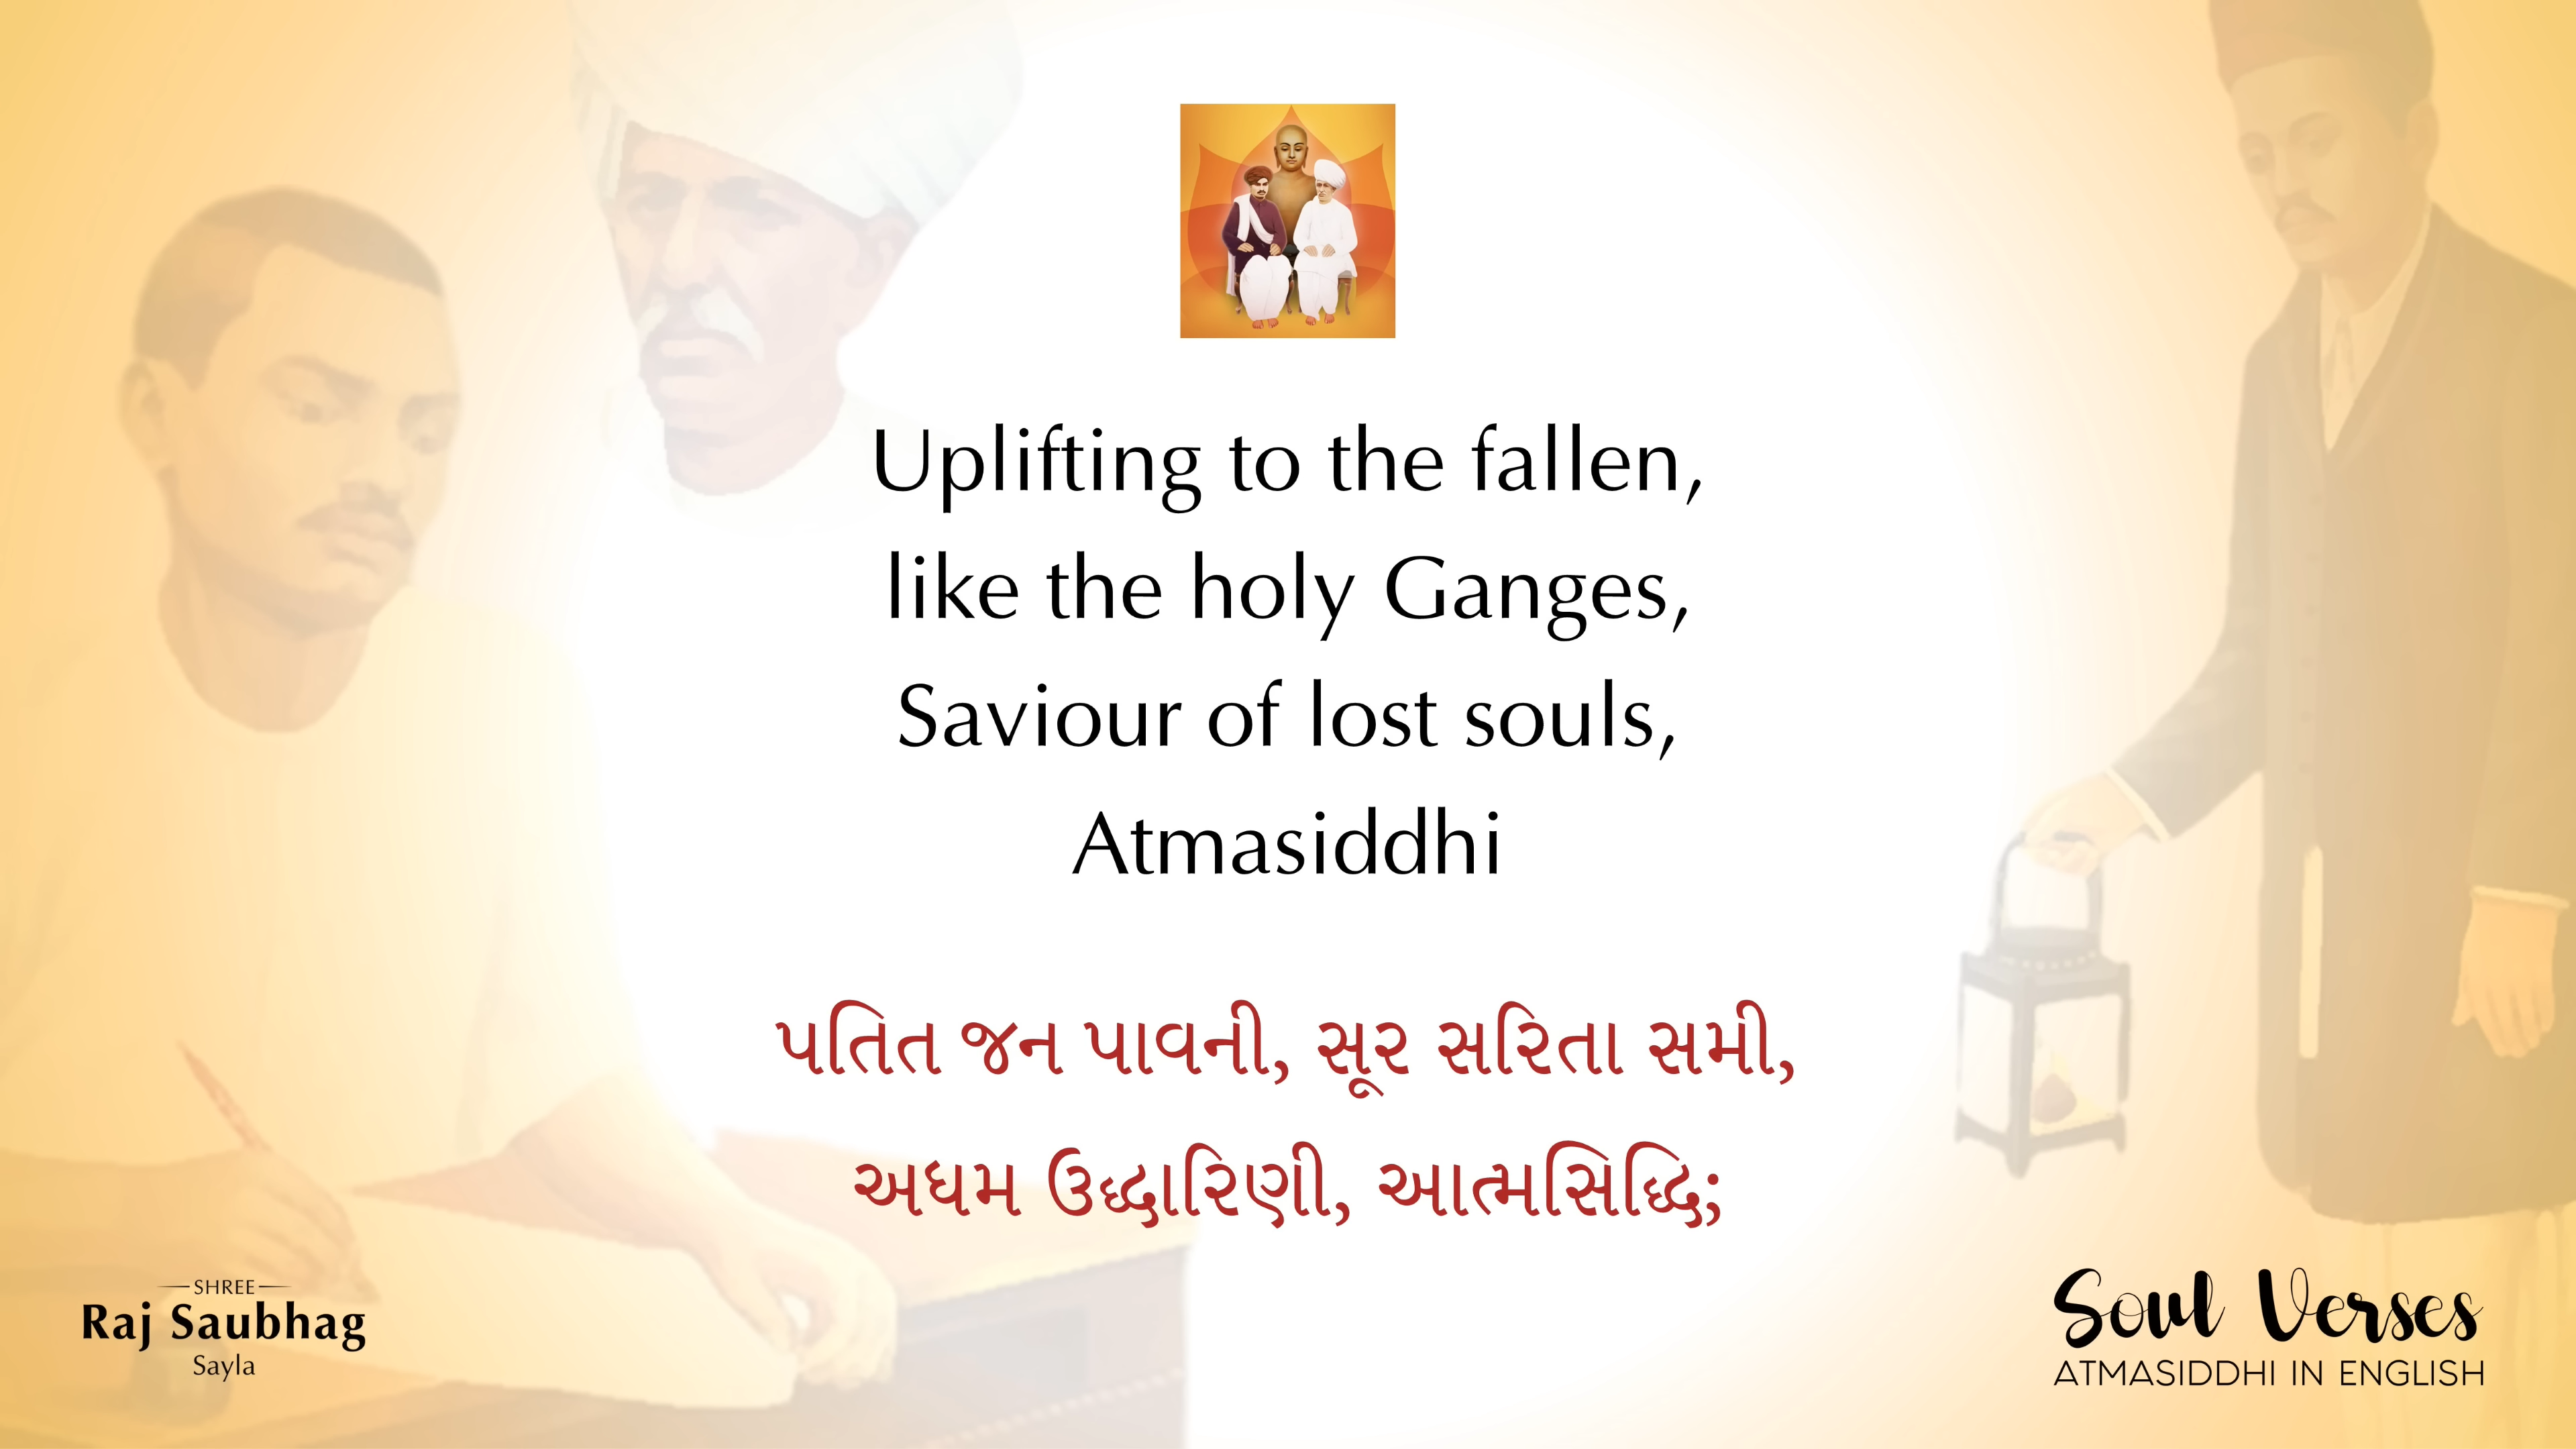 Uplifting to the fallen,
like the holy Ganges,
Saviour of lost souls,
Atmasiddhi
પતિત જન પાવની, સૂર સરિતા સમી,
અધમ ઉદ્ધારિણી, આત્મસિદ્ધિ;
SHREE
Raj Saubhag
Sayla
Soul Verses
ATMASIDDHI IN ENGLISH